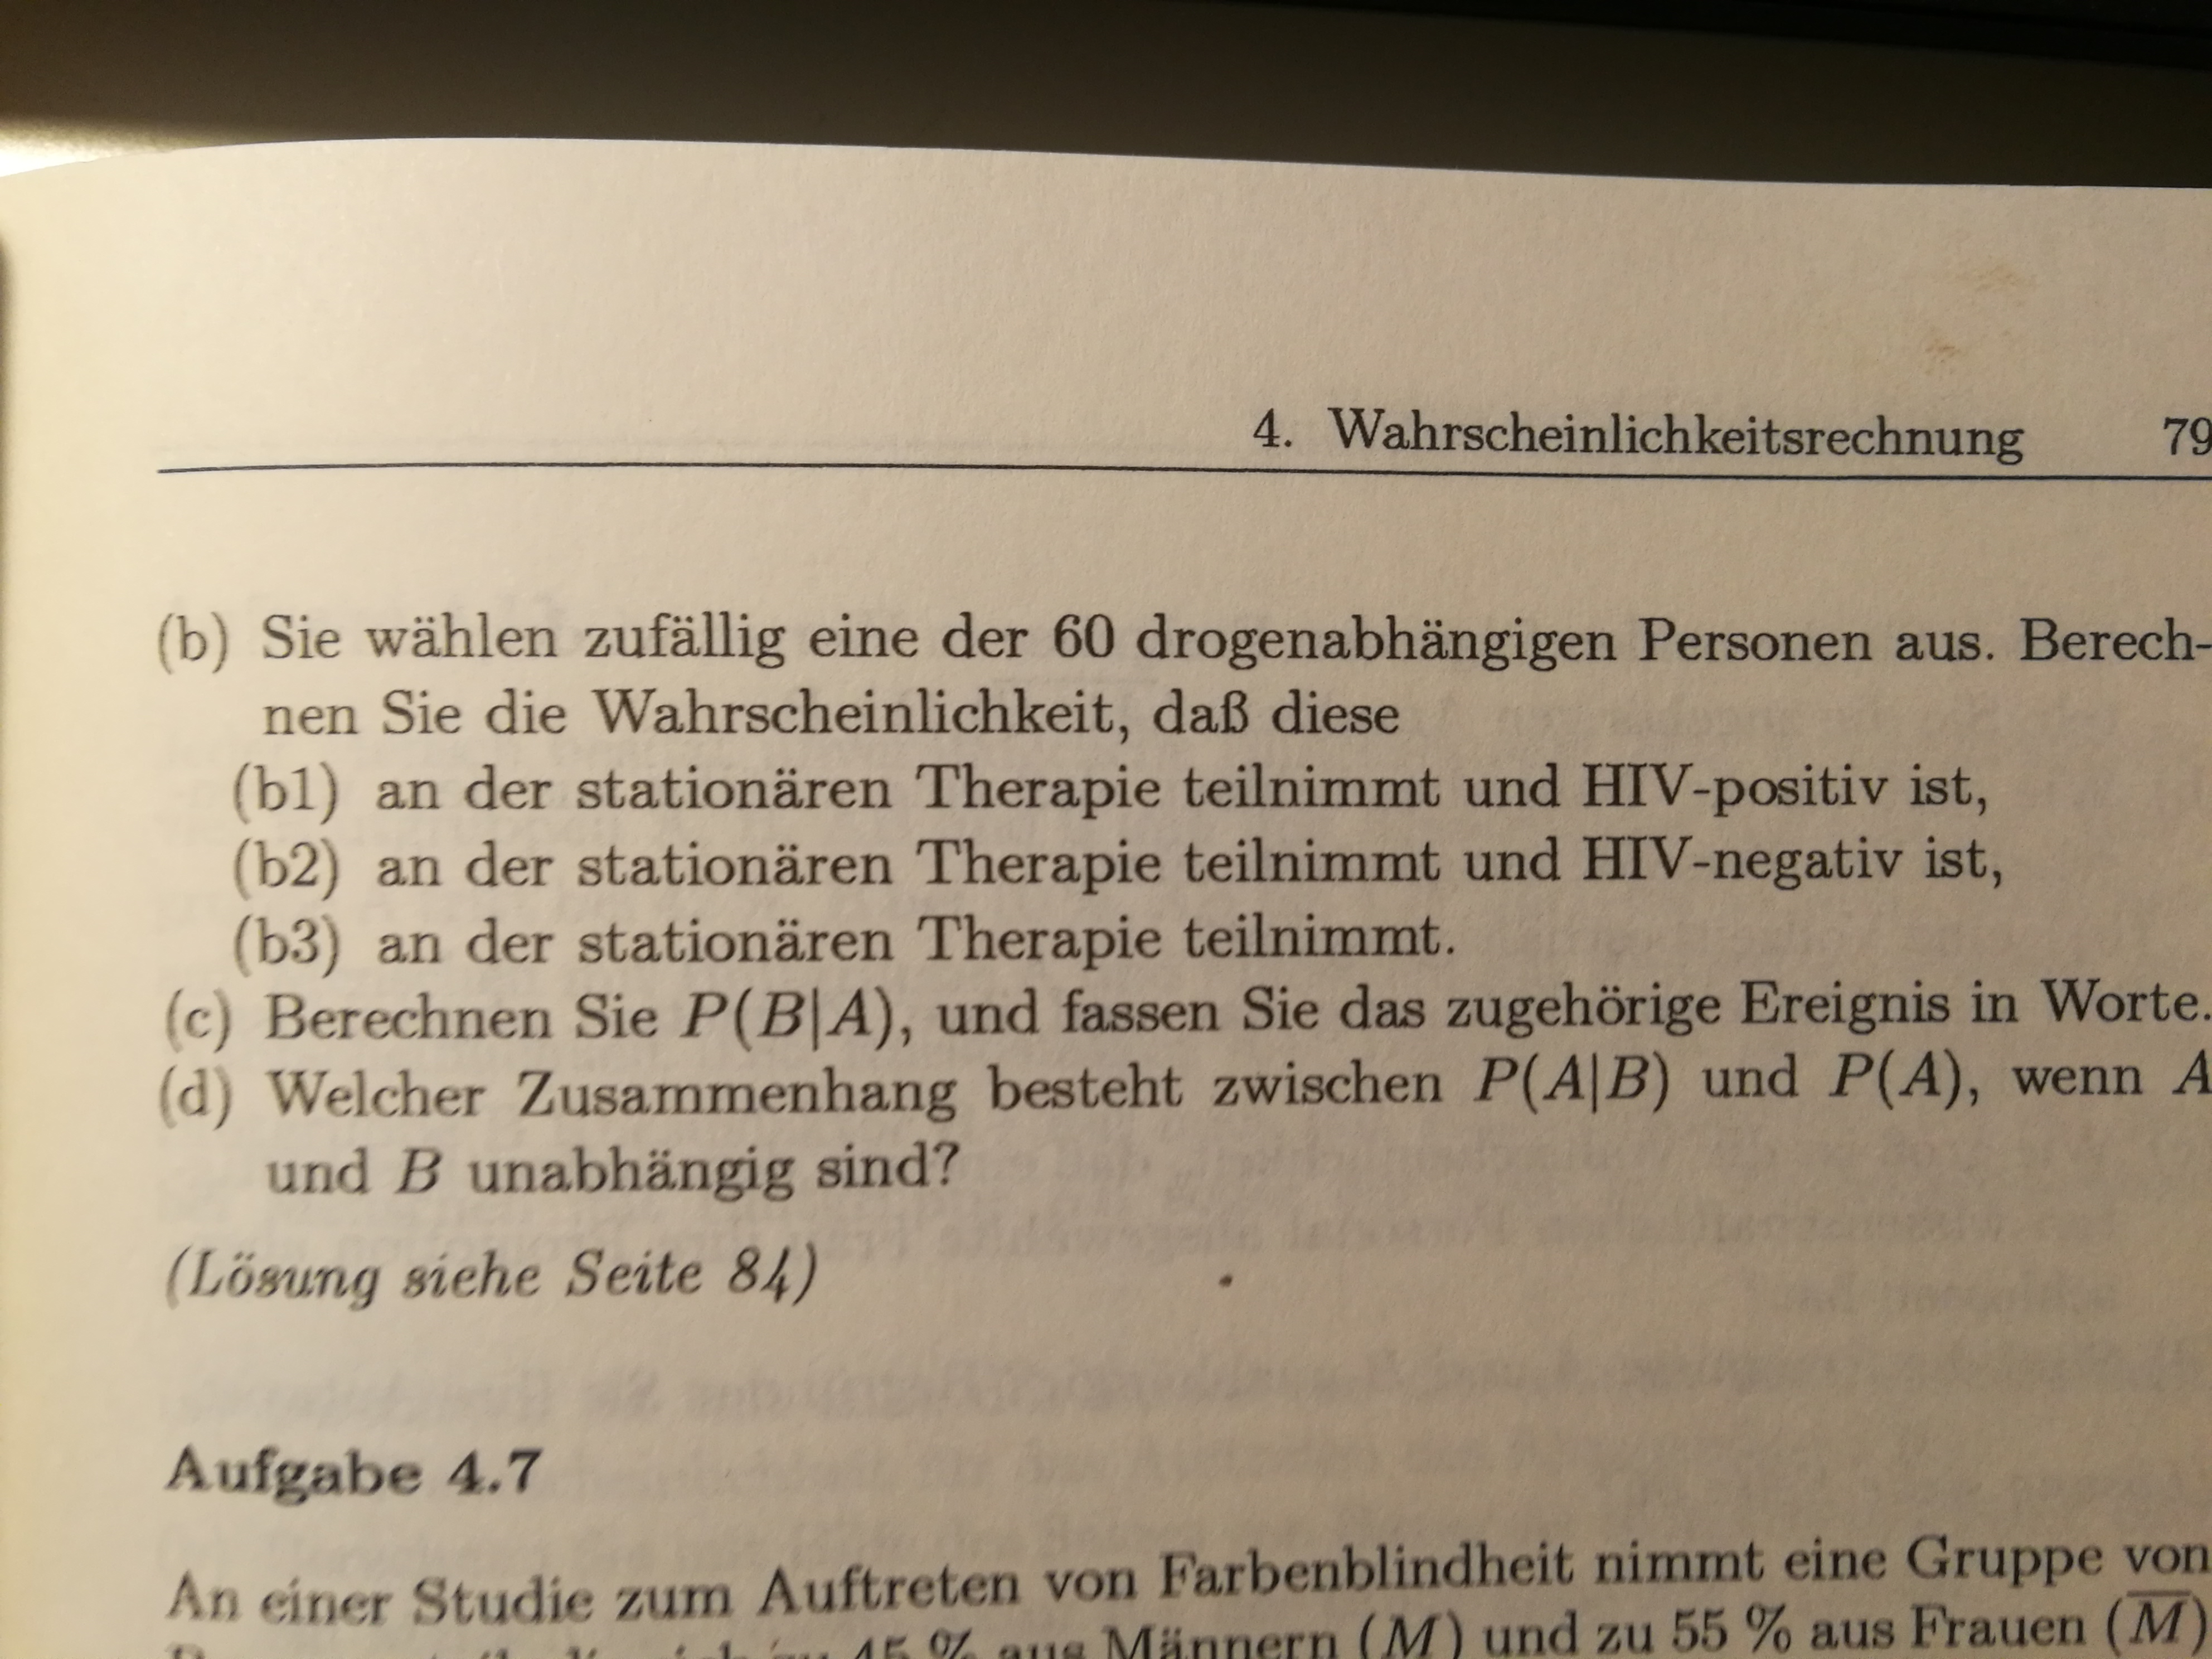 4. Wahrscheinlichkeitsrechnung 79
(b) Sie wählen zufällig eine der 60 drogenabhängigen Personen aus. Berech-
nen Sie die Wahrscheinlichkeit, daß diese
(b1) an der stationären Therapie teilnimmt und HIV-positiv ist,
(b2) an der stationären Therapie teilnimmt und HIV-negativ ist,
(b3) an der stationären Therapie teilnimmt.
(c) Berechnen Sie P(B|A), und fassen Sie das zugehörige Ereignis in Worte.
(d) Welcher Zusammenhang besteht zwischen P(A|B) und P(A), wenn A
und B unabhängig sind?
(Lösung siehe Seite 84)
Aufgabe 4.7
An einer Studie zum Auftreten von Farbenblindheit nimmt eine Gruppe von
zu 45 % aus Männern (M) und zu 55 % aus Frauen (M̅)